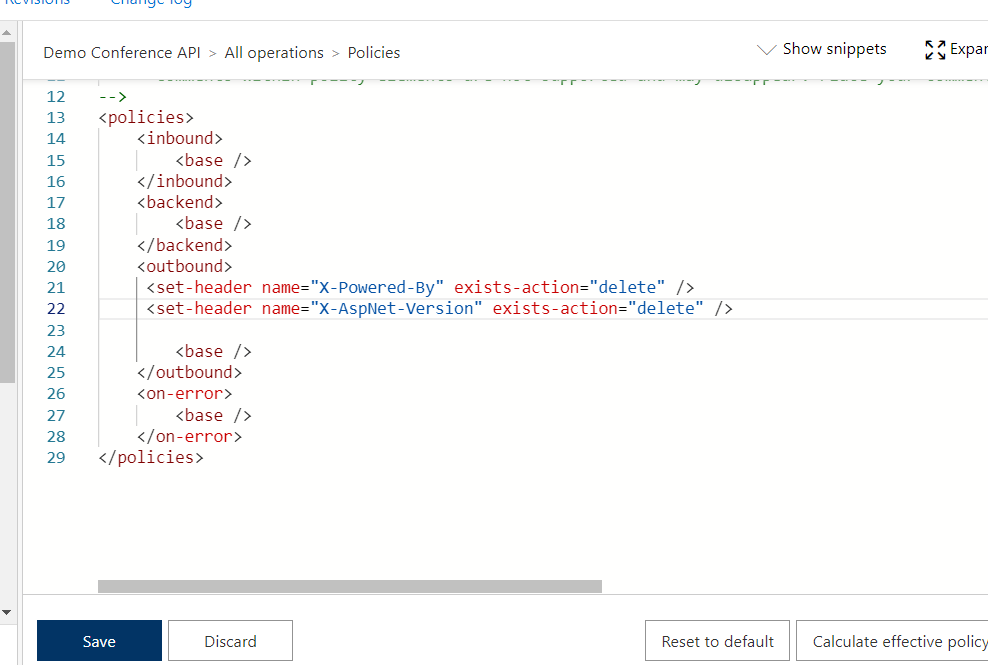 Revisions Change log
Demo Conference API > All operations > Policies Show snippets Expan
12 -->
13 <policies>
14 <inbound>
15 <base />
16 </inbound>
17 <backend>
18 <base />
19 </backend>
20 <outbound>
21 <set-header name="X-Powered-By" exists-action="delete" />
22 <set-header name="X-AspNet-Version" exists-action="delete" />
23
24 <base />
25 </outbound>
26 <on-error>
27 <base />
28 </on-error>
29 </policies>
Save Discard Reset to default Calculate effective policy